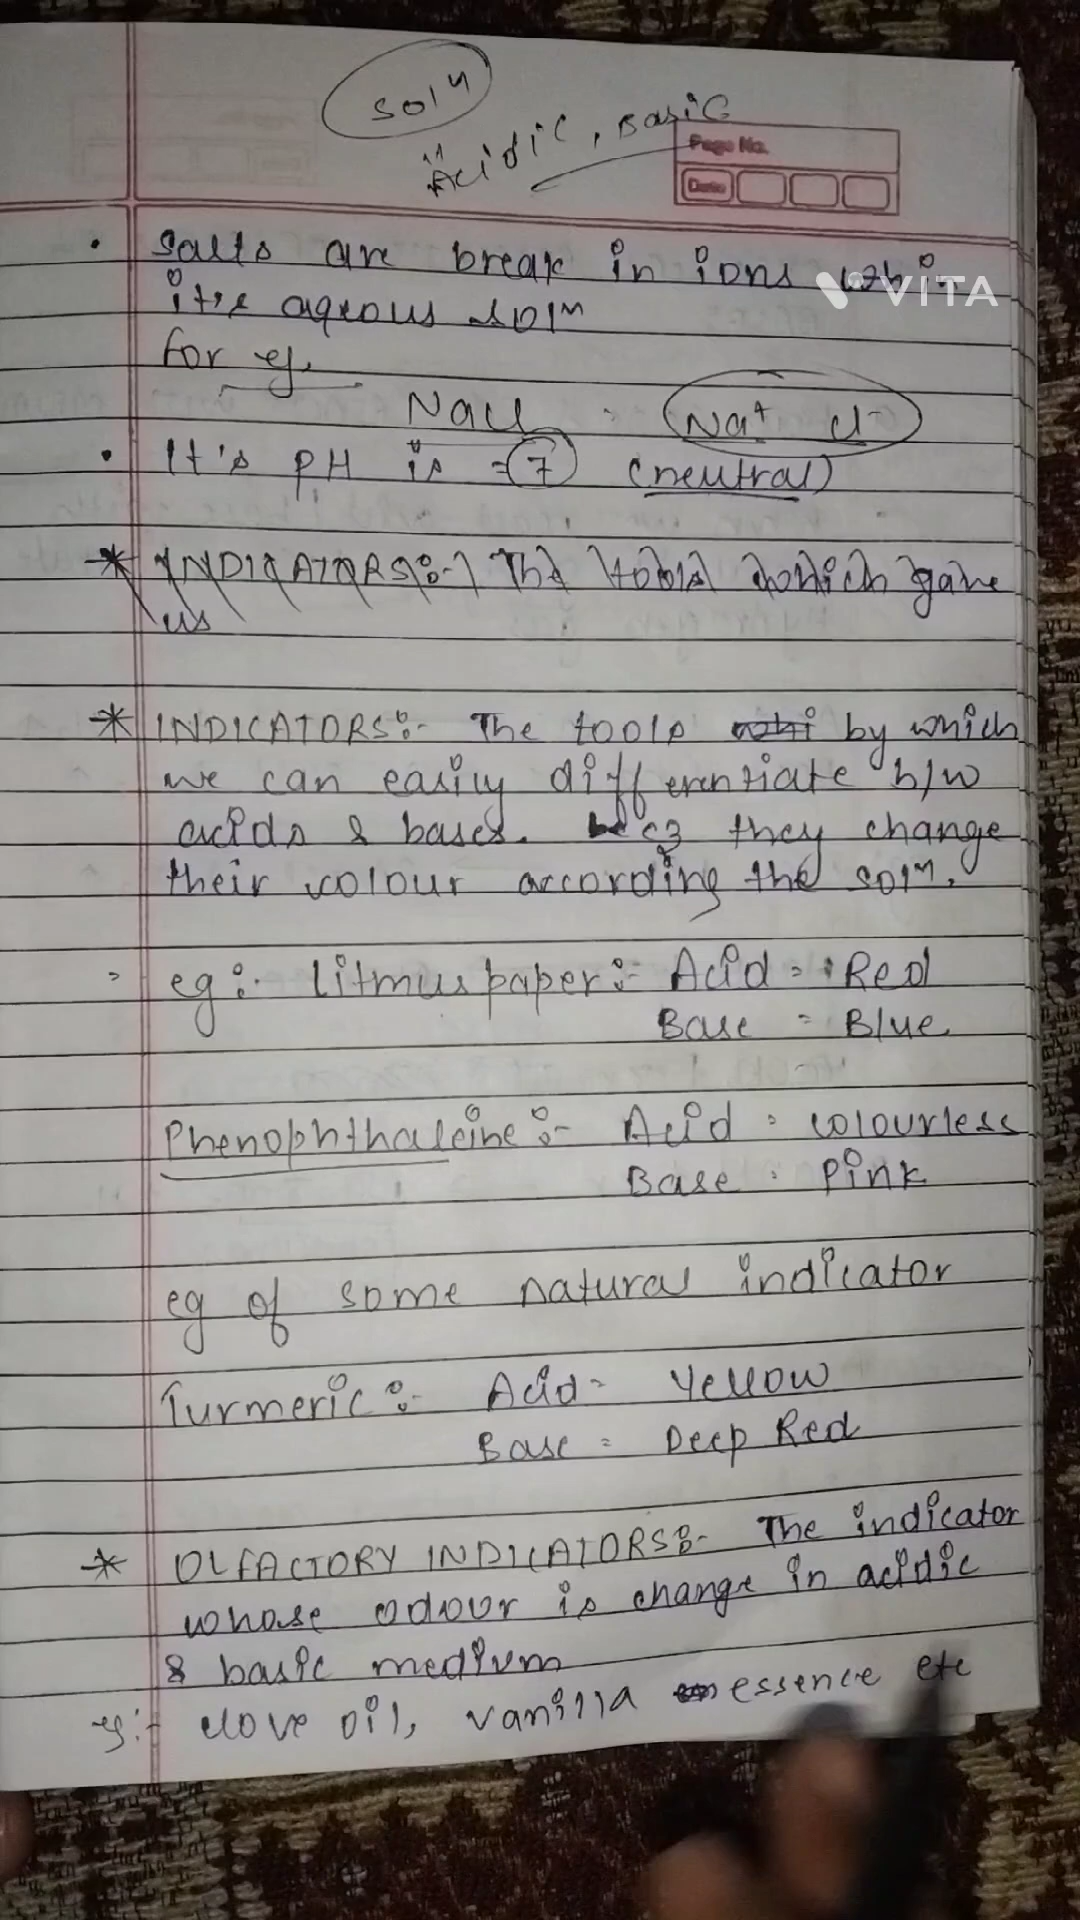 soln
Acidic, Basic
Page No.
Date
• Salts are break in ions
VITA
it's aqeous soln
for eg.
NaCl = Na+ Cl-
• It's PH is = 7 (neutral)
* INDICATORS:- The tools which gave
us
* INDICATORS:- The tools whi by which
we can easily differentiate b/w
acids & bases. bcz they change
their colour according the soln.
= eg:- litmus paper:- Acid = Red
Base = Blue
Phenophthaleine:- Acid = colourless
Base = Pink
eg of some natural indicator
Turmeric:- Acid = Yellow
Base = Deep Red
* OLFACTORY INDICATORS:- The indicator
whose odour is change in acidic
& basic medium
eg:- clove oil, vanilla essence etc